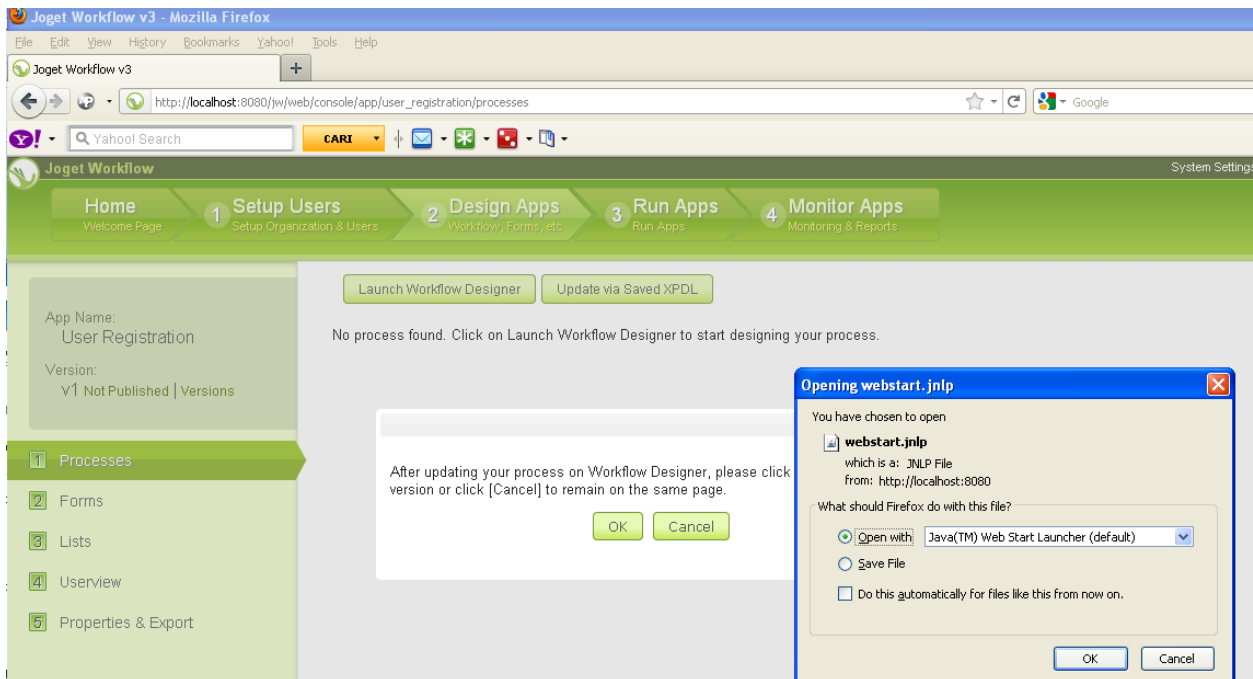 Joget Workflow v3 - Mozilla Firefox
File Edit View History Bookmarks Yahoo! Tools Help
Joget Workflow v3 +
http://localhost:8080/jw/web/console/app/user_registration/processes
Google
Y! Yahoo! Search CARI
Joget Workflow System Settings
Home
Welcome Page
1 Setup Users
Setup Organization & Users
2 Design Apps
Workflow, Forms, etc
3 Run Apps
Run Apps
4 Monitor Apps
Monitoring & Reports
App Name:
User Registration
Version:
v1 Not Published | Versions
1 Processes
2 Forms
3 Lists
4 Userview
5 Properties & Export
Launch Workflow Designer Update via Saved XPDL
No process found. Click on Launch Workflow Designer to start designing your process.
After updating your process on Workflow Designer, please click
version or click [Cancel] to remain on the same page.
OK Cancel
Opening webstart.jnlp
You have chosen to open
webstart.jnlp
which is a: JNLP File
from: http://localhost:8080
What should Firefox do with this file?
Open with Java(TM) Web Start Launcher (default)
Save File
Do this automatically for files like this from now on.
OK Cancel